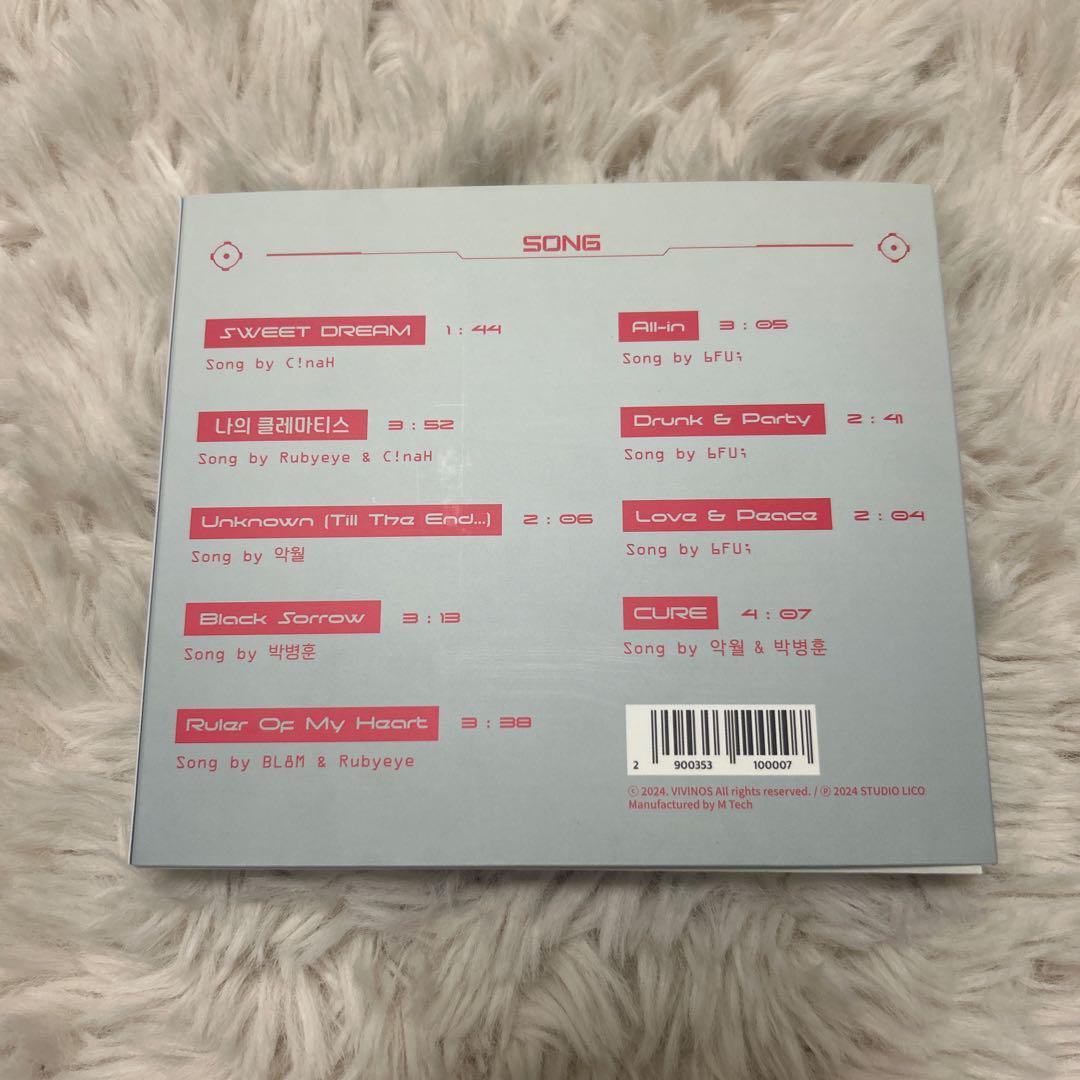 SONG
SWEET DREAM 1 : 44
Song by C!naH
나의 클레마티스 3 : 52
Song by Rubyeye & C!naH
Unknown (Till The End...) 2 : 06
Song by 악월
Black Sorrow 3 : 13
Song by 박병훈
Ruler Of My Heart 3 : 38
Song by BL8M & Rubyeye
All-in 3 : 05
Song by 6FU;
Drunk & Party 2 : 41
Song by 6FU;
Love & Peace 2 : 04
Song by 6FU;
CURE 4 : 07
Song by 악월 & 박병훈
2 900353 100007
ⓒ 2024. VIVINOS All rights reserved. / ℗ 2024 STUDIO LICO
Manufactured by M Tech